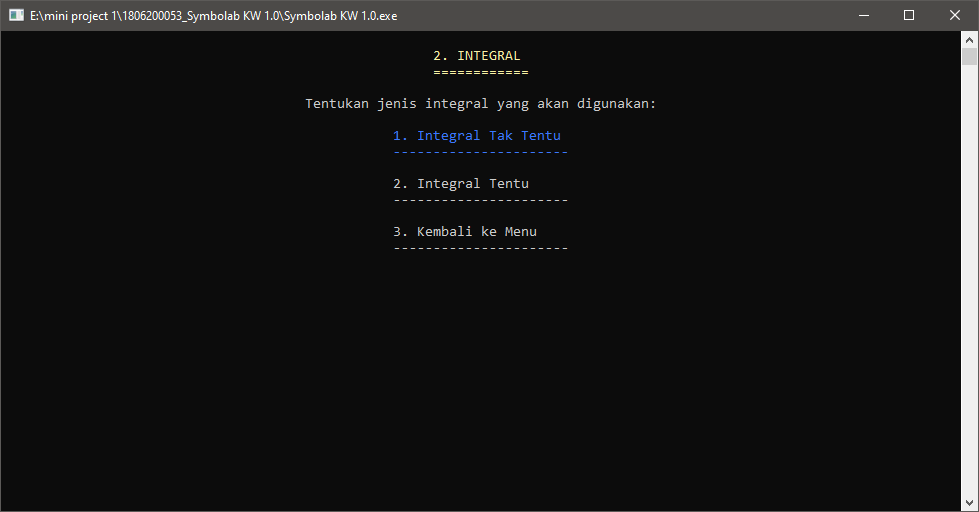 E:\mini project 1\1806200053_Symbolab KW 1.0\Symbolab KW 1.0.exe
2. INTEGRAL
============
Tentukan jenis integral yang akan digunakan:
1. Integral Tak Tentu
----------------------
2. Integral Tentu
----------------------
3. Kembali ke Menu
----------------------